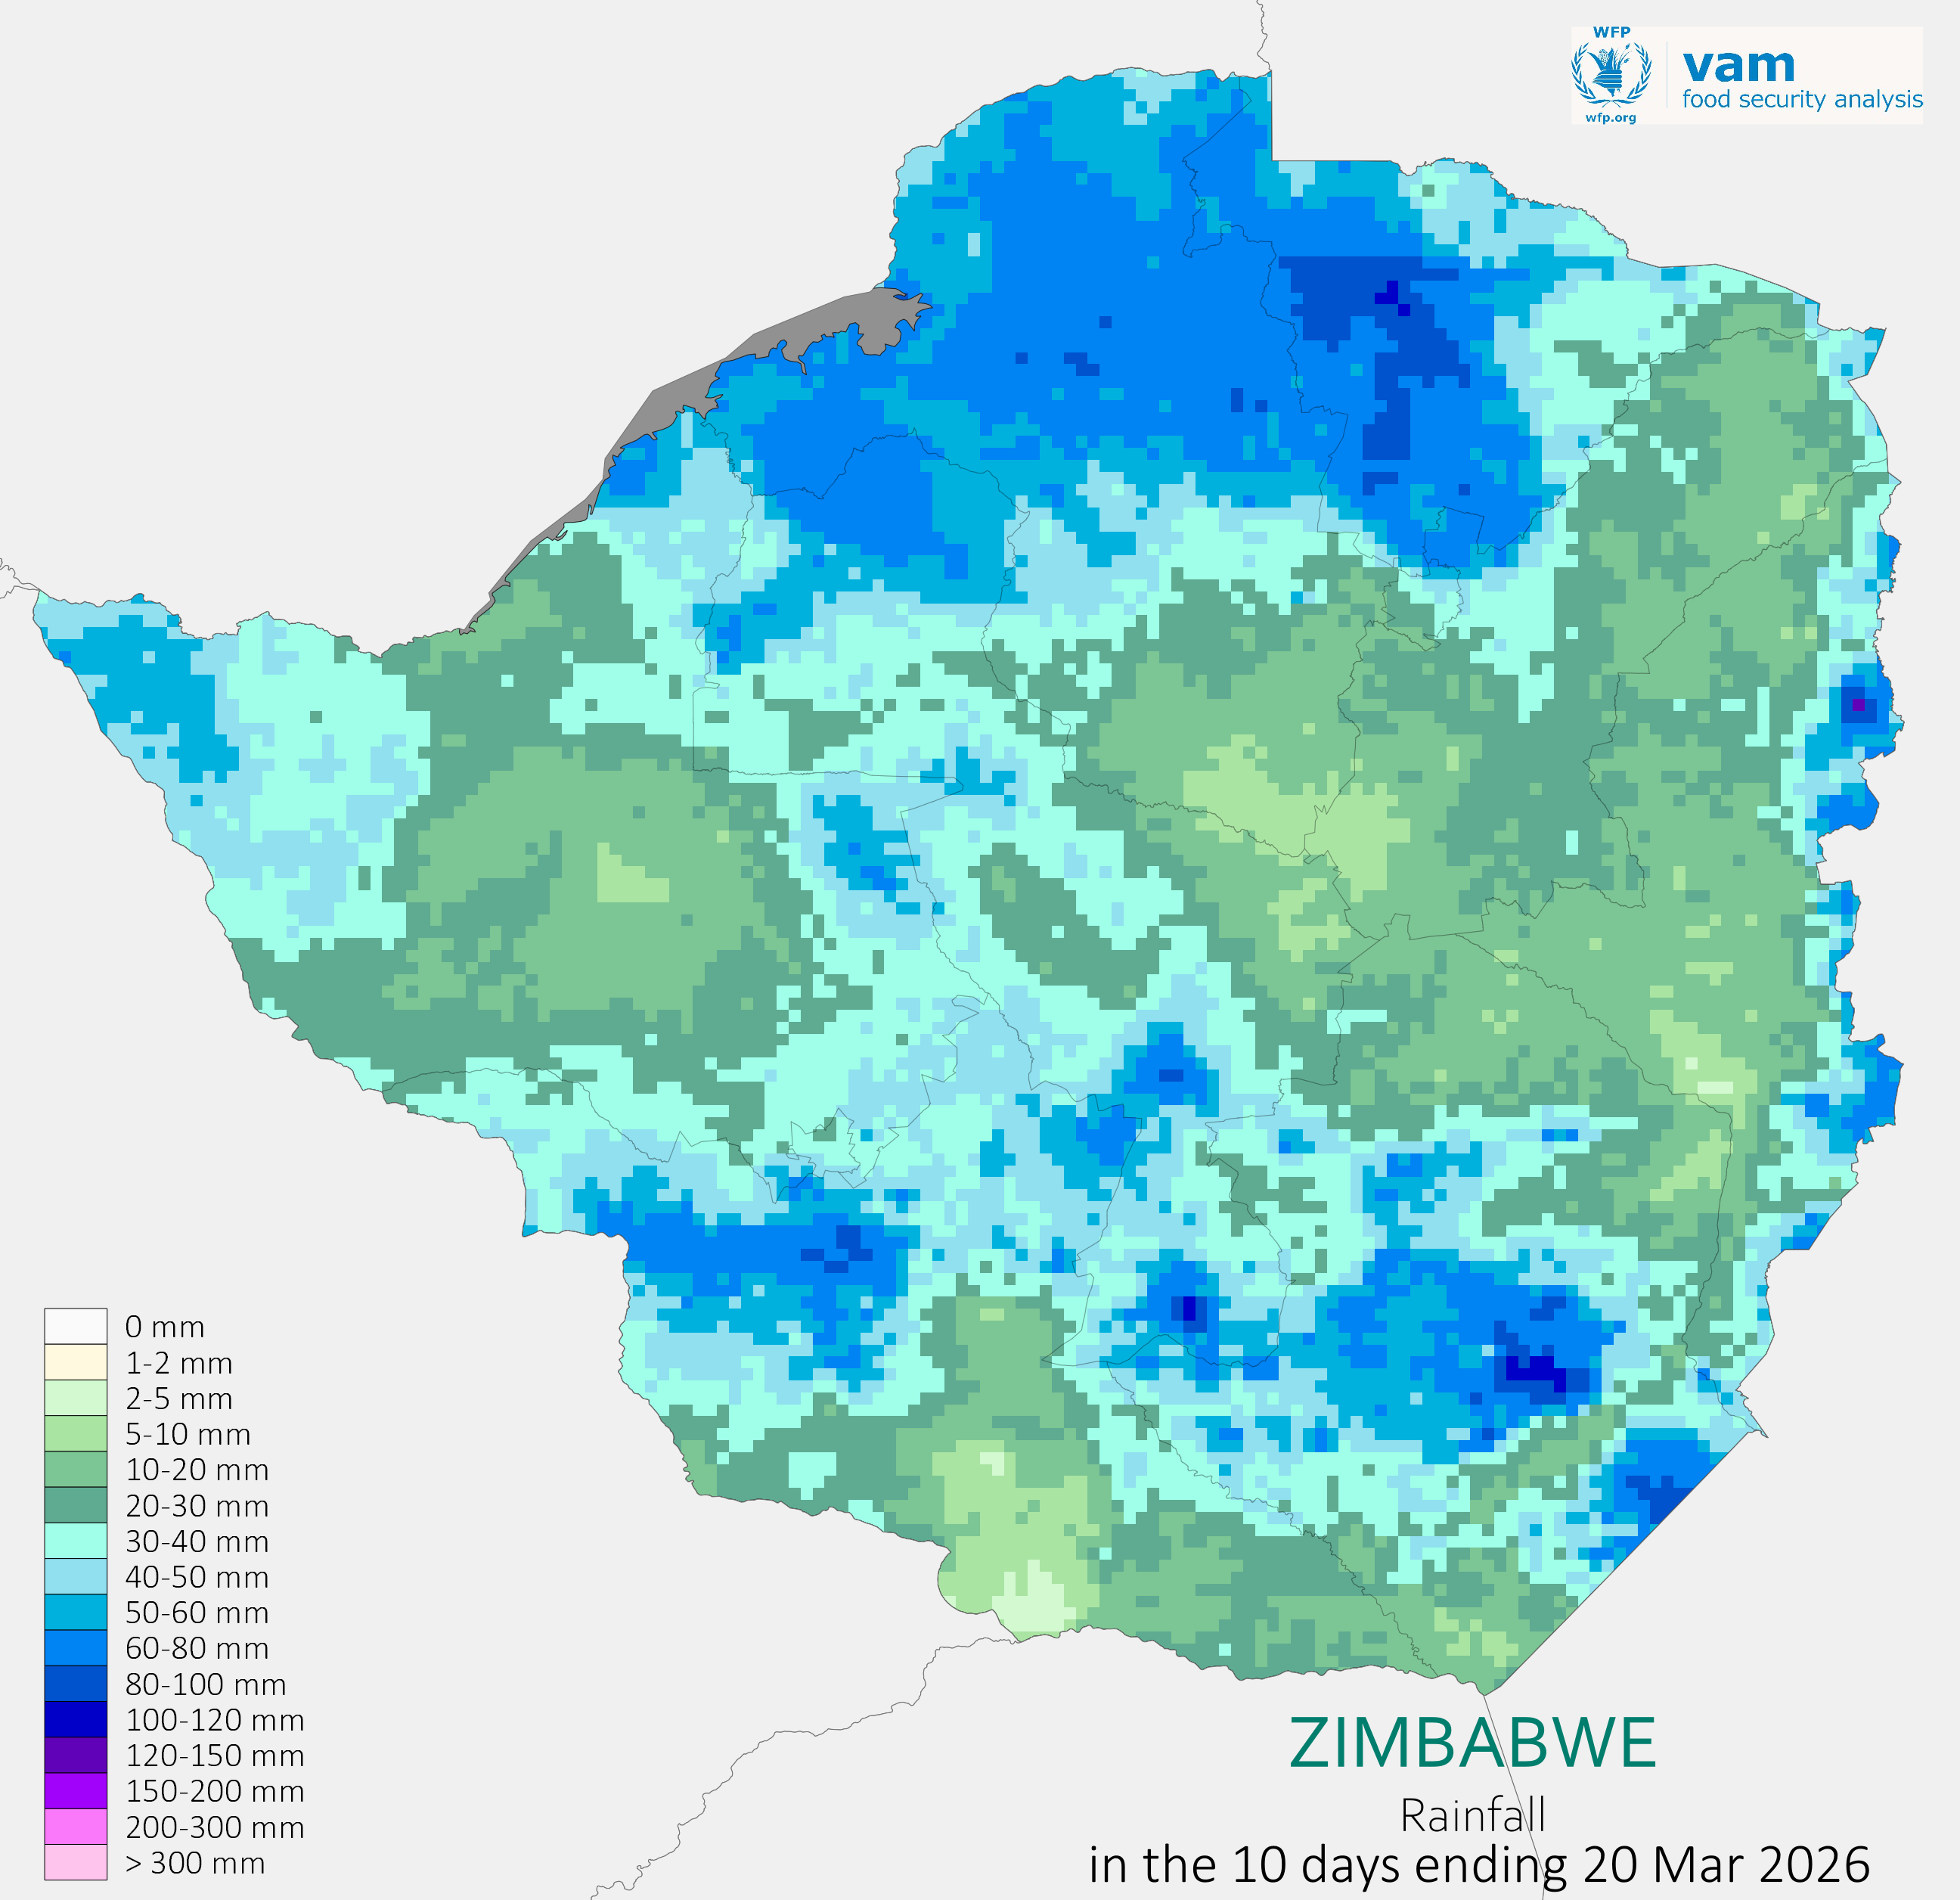 WFP
wfp.org
vam
food security analysis
0 mm
1-2 mm
2-5 mm
5-10 mm
10-20 mm
20-30 mm
30-40 mm
40-50 mm
50-60 mm
60-80 mm
80-100 mm
100-120 mm
120-150 mm
150-200 mm
200-300 mm
> 300 mm
ZIMBABWE
Rainfall
in the 10 days ending 20 Mar 2026